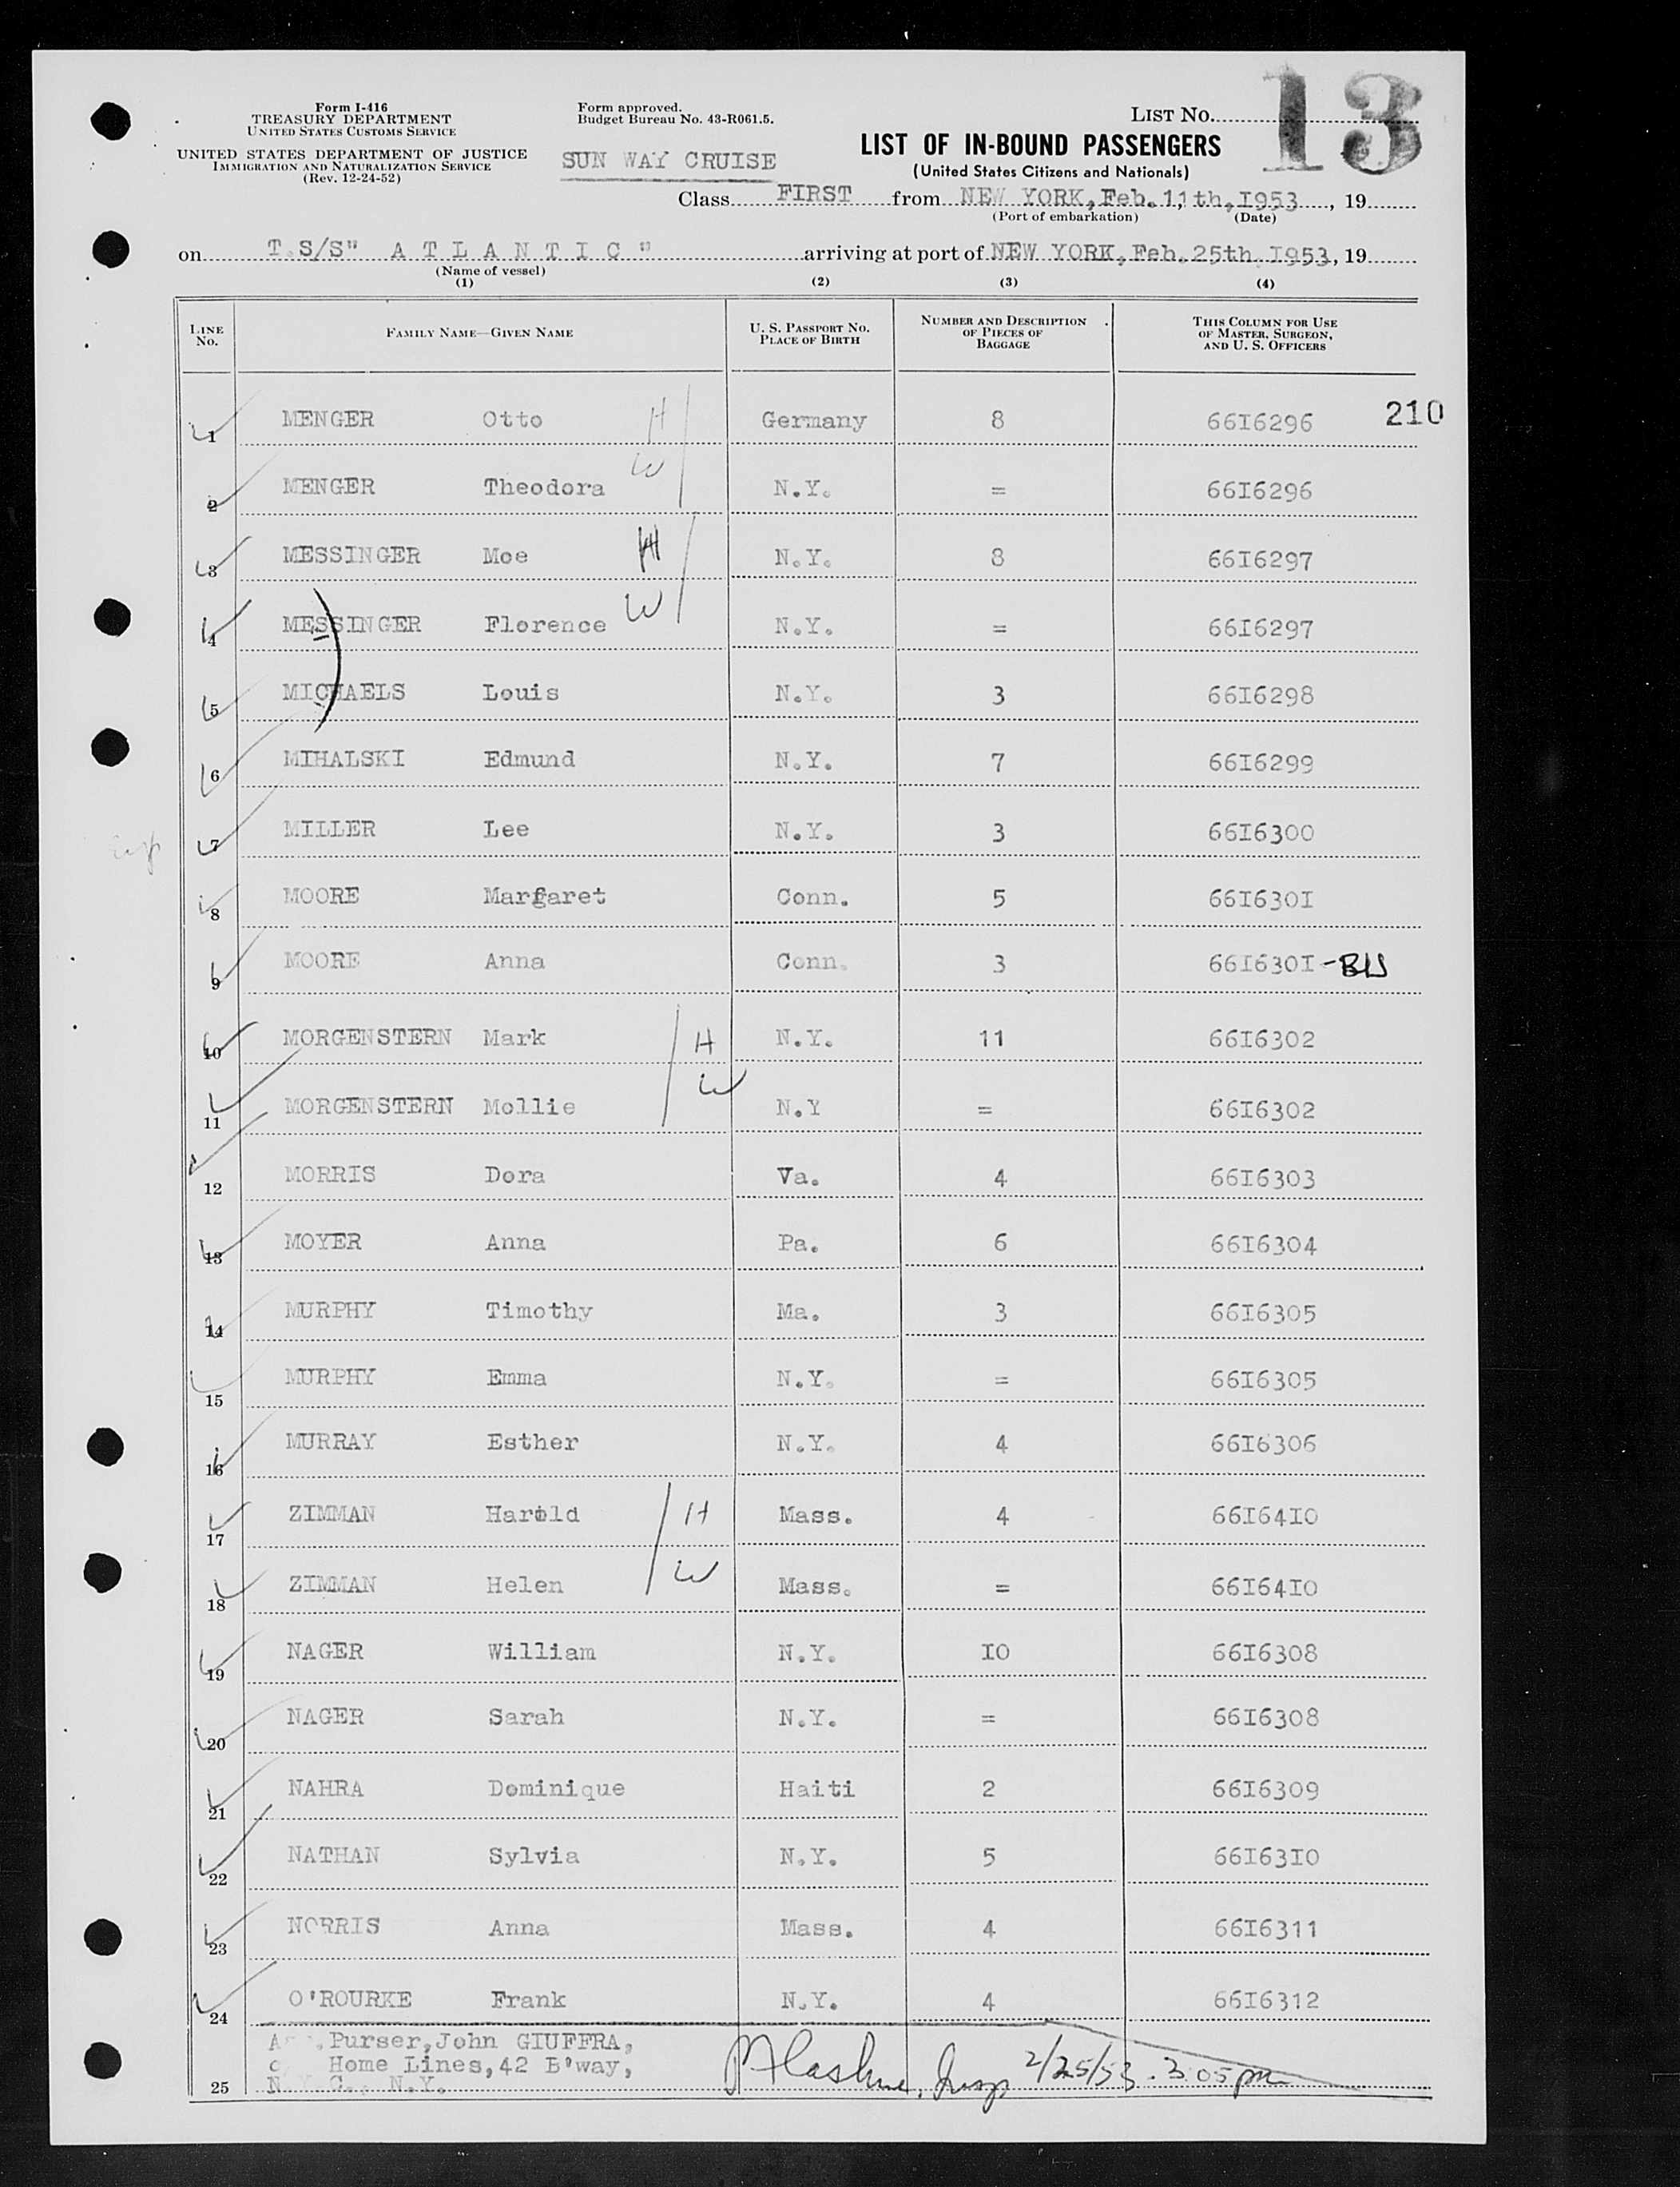 Form I-416
TREASURY DEPARTMENT
UNITED STATES CUSTOMS SERVICE
UNITED STATES DEPARTMENT OF JUSTICE
IMMIGRATION AND NATURALIZATION SERVICE
(Rev. 12-24-52)
Form approved.
Budget Bureau No. 43-R061.5.
SUN WAY CRUISE
LIST NO. 13
LIST OF IN-BOUND PASSENGERS
(United States Citizens and Nationals)
Class FIRST from NEW YORK, Feb. 11th, I953, 19
(Port of embarkation) (Date)
on T.S/S" A T L A N T I C " arriving at port of NEW YORK, Feb. 25th. I953, 19
(Name of vessel)
(1) (2) (3) (4)
LINE NO. FAMILY NAME—GIVEN NAME U. S. PASSPORT NO. PLACE OF BIRTH NUMBER AND DESCRIPTION OF PIECES OF BAGGAGE THIS COLUMN FOR USE OF MASTER, SURGEON, AND U. S. OFFICERS
1 MENGER Otto H Germany 8 66I6296 210
2 MENGER Theodora W N.Y. = 66I6296
3 MESSINGER Moe H N.Y. 8 66I6297
4 MESSINGER Florence W N.Y. = 66I6297
5 MICHAELS Louis N.Y. 3 66I6298
6 MIHALSKI Edmund N.Y. 7 66I6299
7 MILLER Lee N.Y. 3 66I6300
8 MOORE Margaret Conn. 5 66I630I
9 MOORE Anna Conn. 3 66I630I-BW
10 MORGENSTERN Mark H N.Y. 11 66I6302
11 MORGENSTERN Mollie W N.Y = 66I6302
12 MORRIS Dora Va. 4 66I6303
13 MOYER Anna Pa. 6 66I6304
14 MURPHY Timothy Ma. 3 66I6305
15 MURPHY Emma N.Y. = 66I6305
16 MURRAY Esther N.Y. 4 66I6306
17 ZIMMAN Harold H Mass. 4 66I64I0
18 ZIMMAN Helen W Mass. = 66I64I0
19 NAGER William N.Y. I0 66I6308
20 NAGER Sarah N.Y. = 66I6308
21 NAHRA Dominique Haiti 2 66I6309
22 NATHAN Sylvia N.Y. 5 66I63I0
23 NORRIS Anna Mass. 4 66I6311
24 O'ROURKE Frank N.Y. 4 66I6312
Purser, John GIUFFRA,
Home Lines, 42 B'way,
25 N.Y.C., N.Y. Insp 2/25/53. 3:05 pm